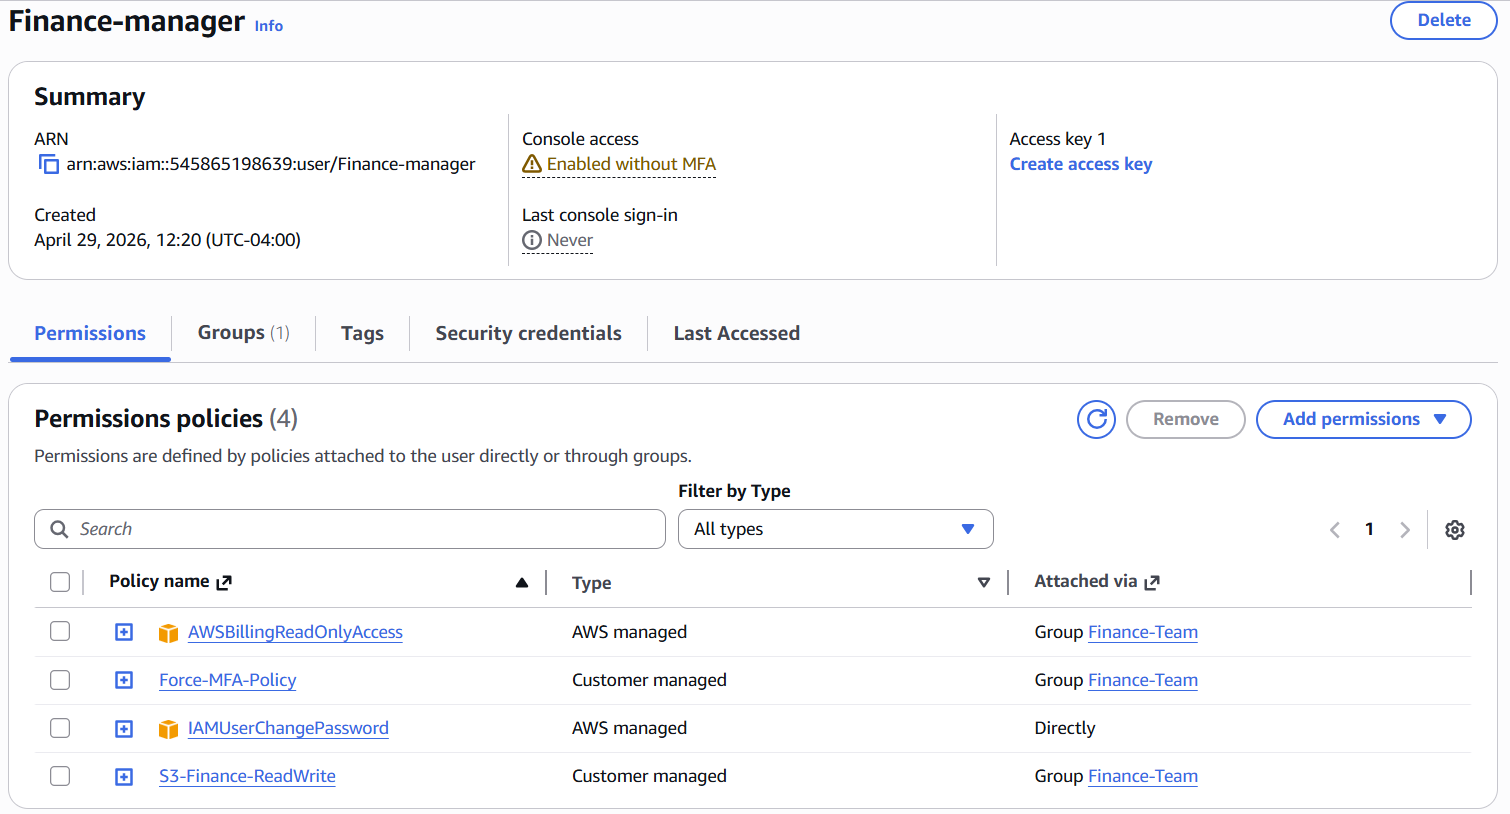 Finance-manager Info
Delete
Summary
ARN
arn:aws:iam::545865198639:user/Finance-manager
Created
April 29, 2026, 12:20 (UTC-04:00)
Console access
Enabled without MFA
Last console sign-in
Never
Access key 1
Create access key
Permissions
Groups (1)
Tags
Security credentials
Last Accessed
Permissions policies (4)
Remove
Add permissions
Permissions are defined by policies attached to the user directly or through groups.
Filter by Type
Search
All types
1
Policy name
Type
Attached via
AWSBillingReadOnlyAccess
AWS managed
Group Finance-Team
Force-MFA-Policy
Customer managed
Group Finance-Team
IAMUserChangePassword
AWS managed
Directly
S3-Finance-ReadWrite
Customer managed
Group Finance-Team